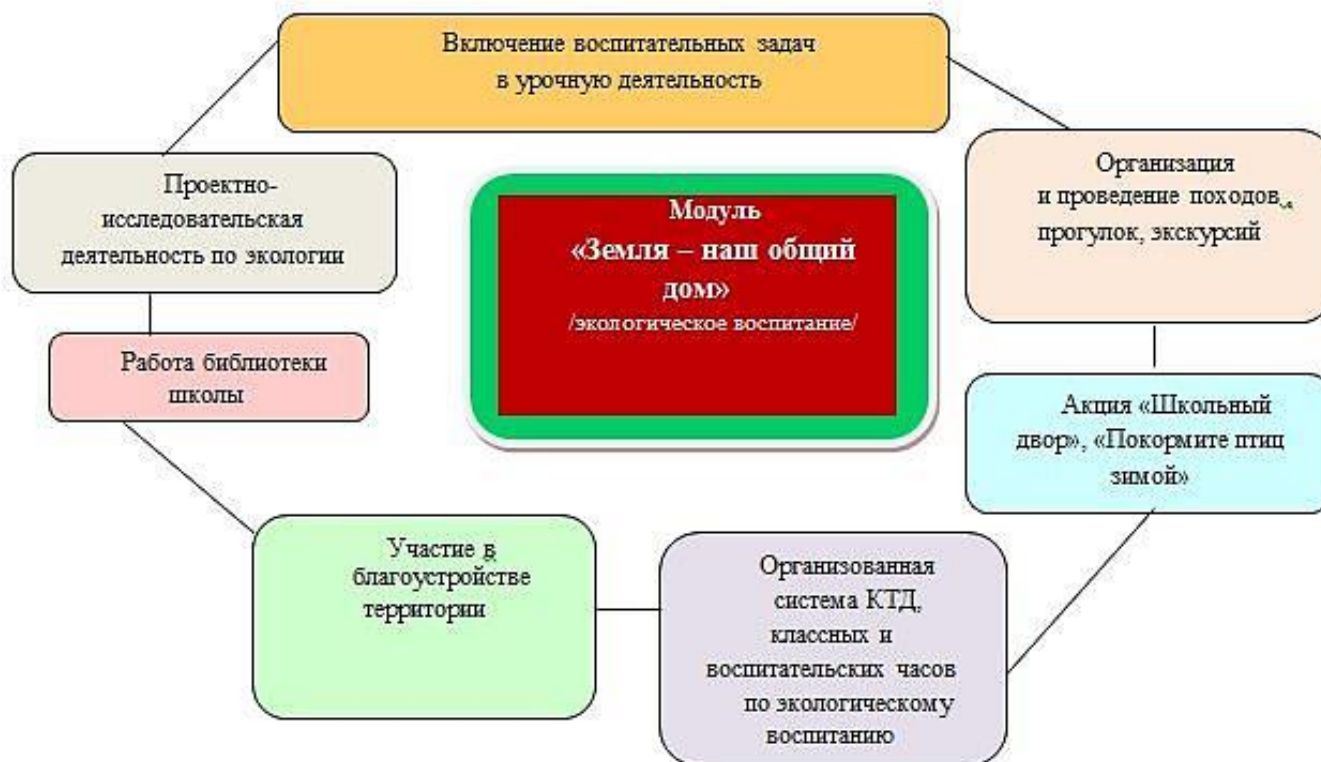 Включение воспитательных задач
в урочную деятельность
Проектно-
исследовательская
деятельность по экологии
Модуль
«Земля – наш общий
дом»
/экологическое воспитание/
Организация
и проведение походов,
прогулок, экскурсий
Работа библиотеки
школы
Акция «Школьный
двор», «Покормите птиц
зимой»
Участие в
благоустройстве
территории
Организованная
система КТД,
классных и
воспитательских часов
по экологическому
воспитанию